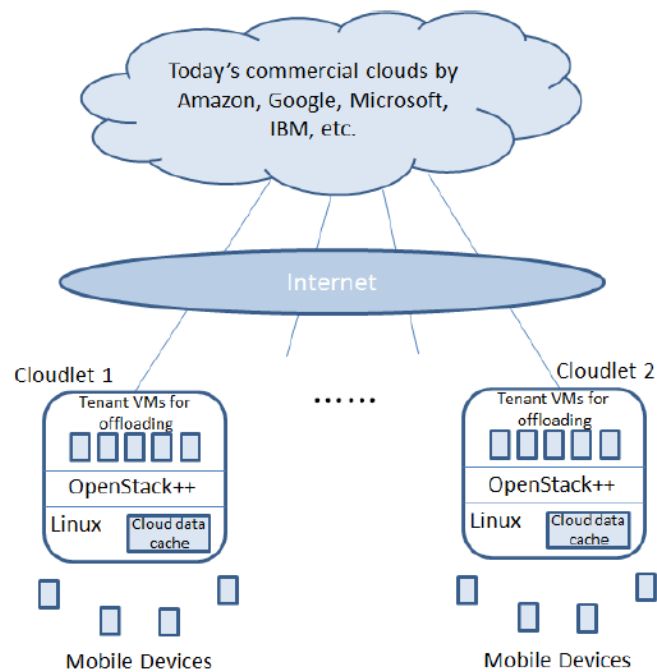 Today's commercial clouds by
Amazon, Google, Microsoft,
IBM, etc.
Internet
Cloudlet 1
Cloudlet 2
Tenant VMs for
offloading
OpenStack++
Linux
Cloud data
cache
......
Tenant VMs for
offloading
OpenStack++
Linux
Cloud data
cache
Mobile Devices
Mobile Devices